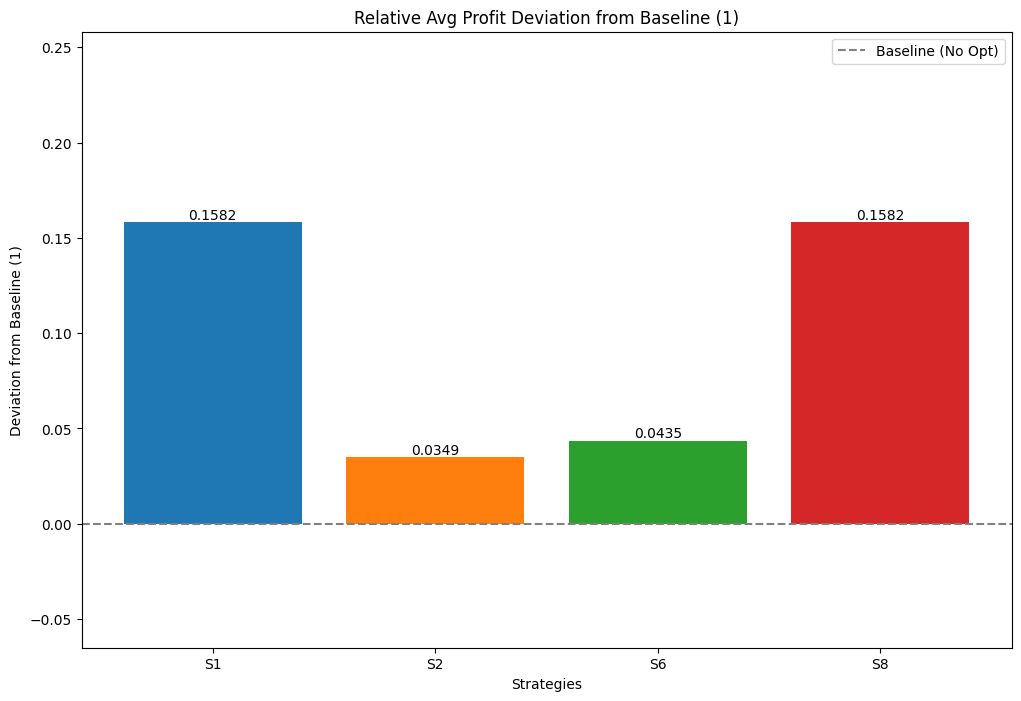 Relative Avg Profit Deviation from Baseline (1)
Baseline (No Opt)
Deviation from Baseline (1)
0.25
0.20
0.15
0.10
0.05
0.00
−0.05
0.1582
0.0349
0.0435
0.1582
S1 S2 S6 S8
Strategies